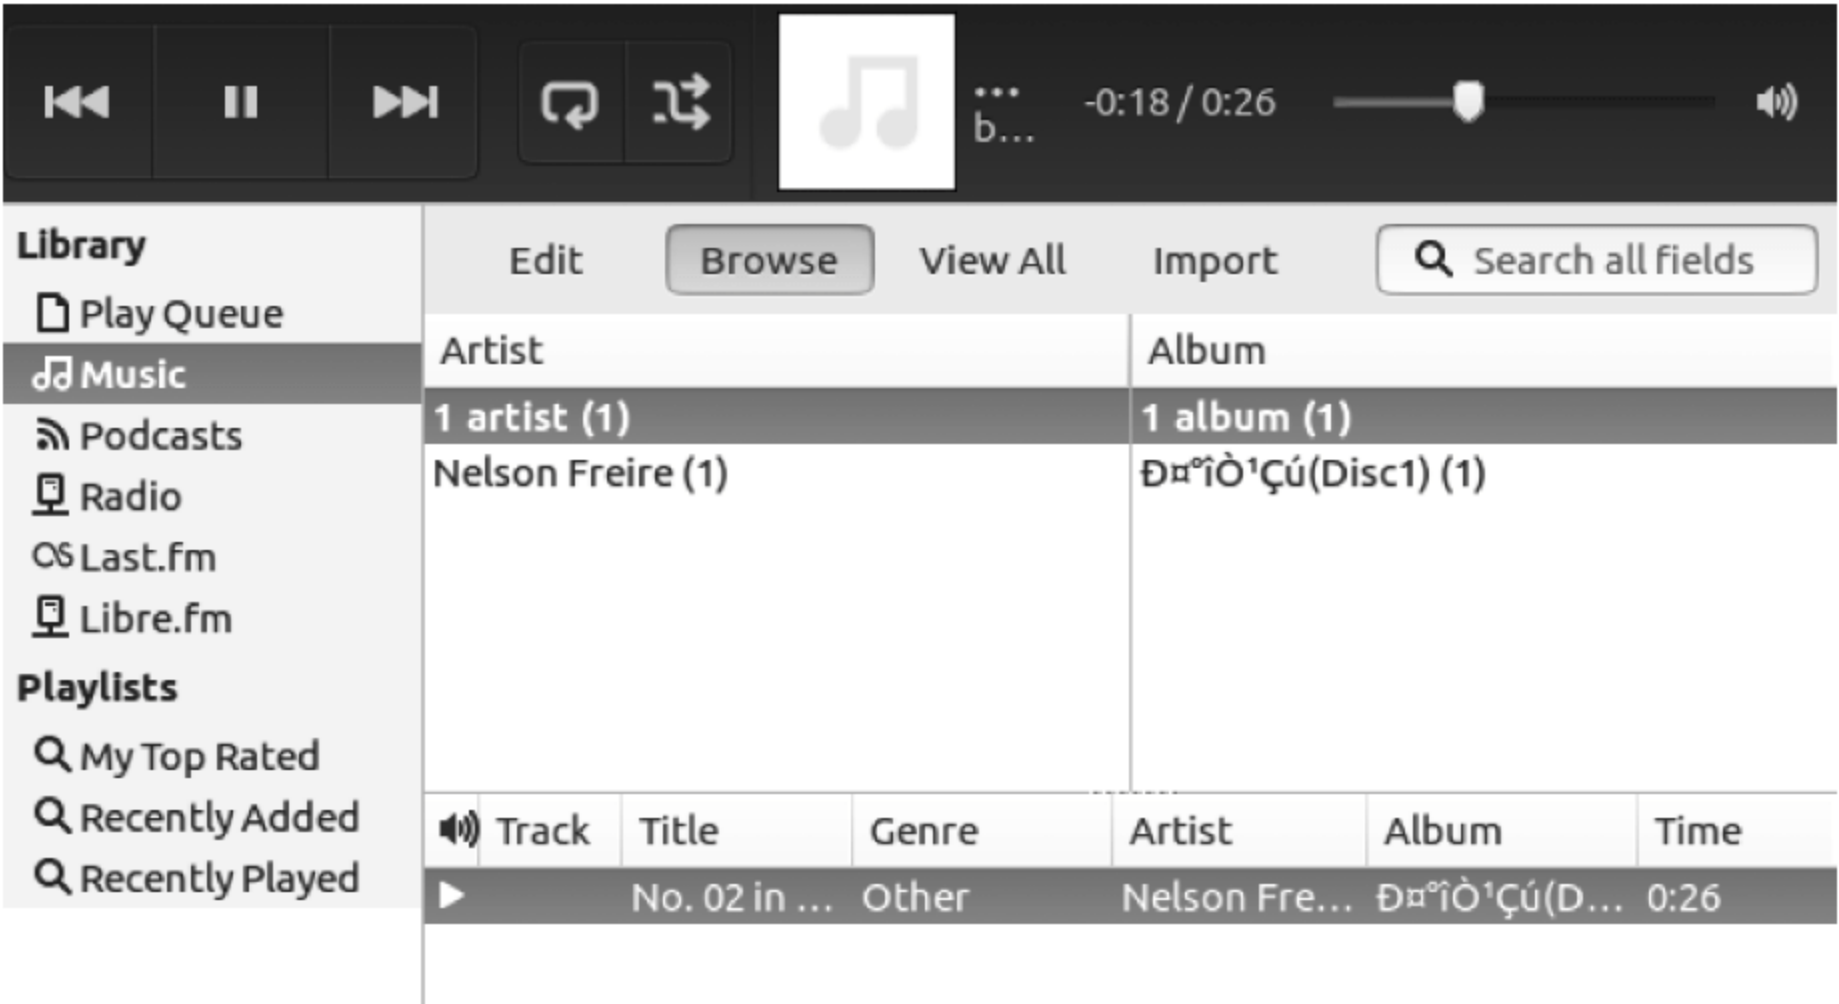 ...
b...
-0:18 / 0:26
Library
Play Queue
Music
Podcasts
Radio
Last.fm
Libre.fm
Playlists
My Top Rated
Recently Added
Recently Played
Edit Browse View All Import Search all fields
Artist Album
1 artist (1) 1 album (1)
Nelson Freire (1) Ð¤ºîÒ¹Çú(Disc1) (1)
Track Title Genre Artist Album Time
No. 02 in ... Other Nelson Fre... Ð¤ºîÒ¹Çú(D... 0:26